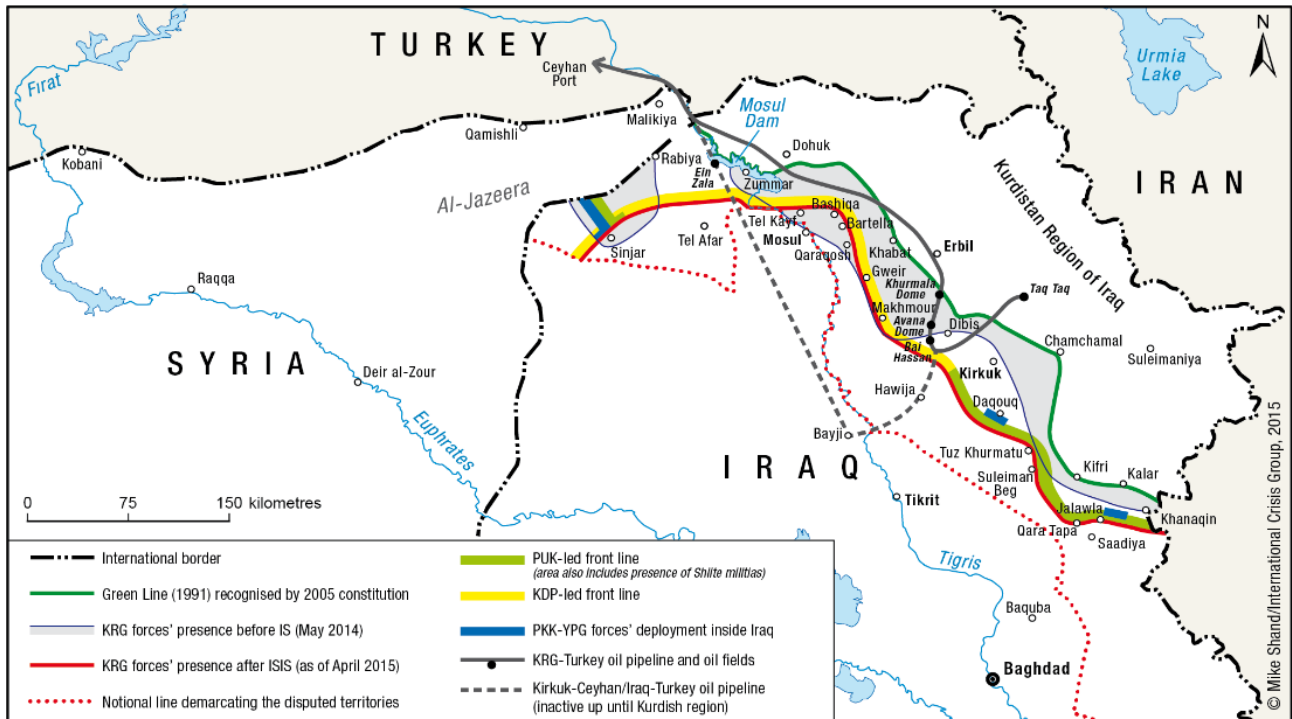 TURKEY
Ceyhan
Port
Urmia
Lake
N
Fırat
Malikiya
Mosul
Dam
Qamishli
Dohuk
Kobani
Rabiya
Ein
Zala
Zummar
IRAN
Al-Jazeera
Kurdistan Region of Iraq
Bashiqa
Tel Kayf
Bartella
Sinjar
Tel Afar
Mosul
Qaraqosh
Khabat
Erbil
Gweir
Khurmala
Dome
Taq Taq
Raqqa
Makhmour
Avana
Dome
Dibis
Bai
Hassan
Chamchamal
Suleimaniya
SYRIA
Deir al-Zour
Kirkuk
Hawija
Daqouq
Bayji
Euphrates
IRAQ
Tuz Khurmatu
Suleiman
Beg
Kifri
Kalar
Tikrit
Jalawla
Khanaqin
Qara Tapa
Saadiya
Tigris
Baquba
Baghdad
0 75 150 kilometres
International border
Green Line (1991) recognised by 2005 constitution
KRG forces' presence before IS (May 2014)
KRG forces' presence after ISIS (as of April 2015)
Notional line demarcating the disputed territories
PUK-led front line
(area also includes presence of Shiite militias)
KDP-led front line
PKK-YPG forces' deployment inside Iraq
KRG-Turkey oil pipeline and oil fields
Kirkuk-Ceyhan/Iraq-Turkey oil pipeline
(inactive up until Kurdish region)
© Mike Shand/International Crisis Group, 2015